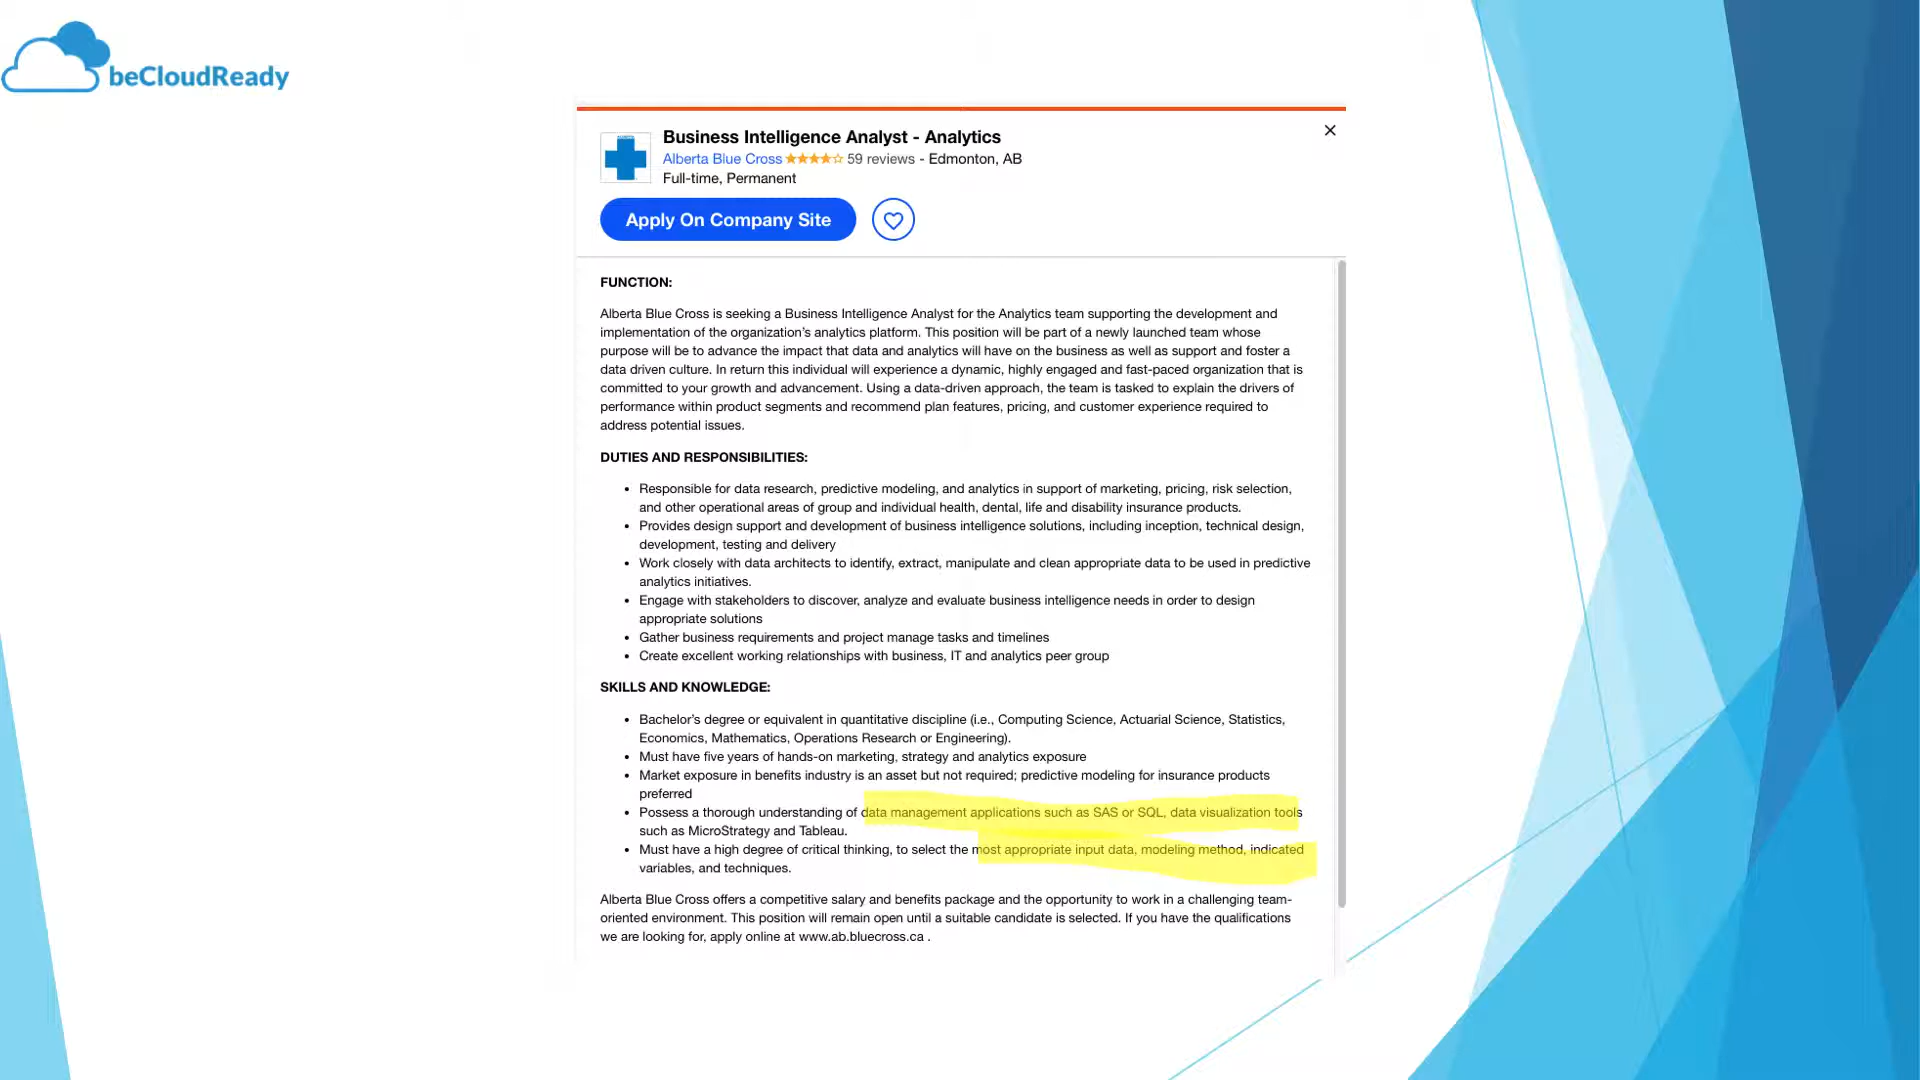 beCloudReady
Business Intelligence Analyst - Analytics
Alberta Blue Cross 59 reviews - Edmonton, AB
Full-time, Permanent
Apply On Company Site
FUNCTION:
Alberta Blue Cross is seeking a Business Intelligence Analyst for the Analytics team supporting the development and
implementation of the organization's analytics platform. This position will be part of a newly launched team whose
purpose will be to advance the impact that data and analytics will have on the business as well as support and foster a
data driven culture. In return this individual will experience a dynamic, highly engaged and fast-paced organization that is
committed to your growth and advancement. Using a data-driven approach, the team is tasked to explain the drivers of
performance within product segments and recommend plan features, pricing, and customer experience required to
address potential issues.
DUTIES AND RESPONSIBILITIES:
• Responsible for data research, predictive modeling, and analytics in support of marketing, pricing, risk selection,
and other operational areas of group and individual health, dental, life and disability insurance products.
• Provides design support and development of business intelligence solutions, including inception, technical design,
development, testing and delivery
• Work closely with data architects to identify, extract, manipulate and clean appropriate data to be used in predictive
analytics initiatives.
• Engage with stakeholders to discover, analyze and evaluate business intelligence needs in order to design
appropriate solutions
• Gather business requirements and project manage tasks and timelines
• Create excellent working relationships with business, IT and analytics peer group
SKILLS AND KNOWLEDGE:
• Bachelor's degree or equivalent in quantitative discipline (i.e., Computing Science, Actuarial Science, Statistics,
Economics, Mathematics, Operations Research or Engineering).
• Must have five years of hands-on marketing, strategy and analytics exposure
• Market exposure in benefits industry is an asset but not required; predictive modeling for insurance products
preferred
• Possess a thorough understanding of data management applications such as SAS or SQL, data visualization tools
such as MicroStrategy and Tableau.
• Must have a high degree of critical thinking, to select the most appropriate input data, modeling method, indicated
variables, and techniques.
Alberta Blue Cross offers a competitive salary and benefits package and the opportunity to work in a challenging team-
oriented environment. This position will remain open until a suitable candidate is selected. If you have the qualifications
we are looking for, apply online at www.ab.bluecross.ca .